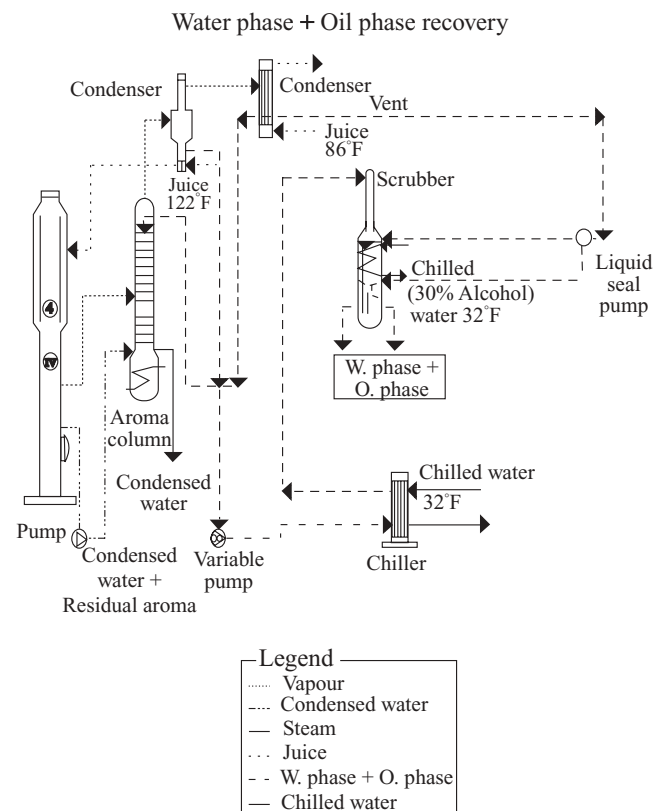 Water phase + Oil phase recovery
Condenser
Condenser
Vent
Juice
86°F
Juice
122°F
Scrubber
4
IV
Chilled
(30% Alcohol)
water 32°F
Liquid
seal
pump
W. phase +
O. phase
Aroma
column
Condensed
water
Chilled water
32°F
Pump
Condensed
water +
Residual aroma
Variable
pump
Chiller
Legend
Vapour
Condensed water
Steam
Juice
W. phase + O. phase
Chilled water